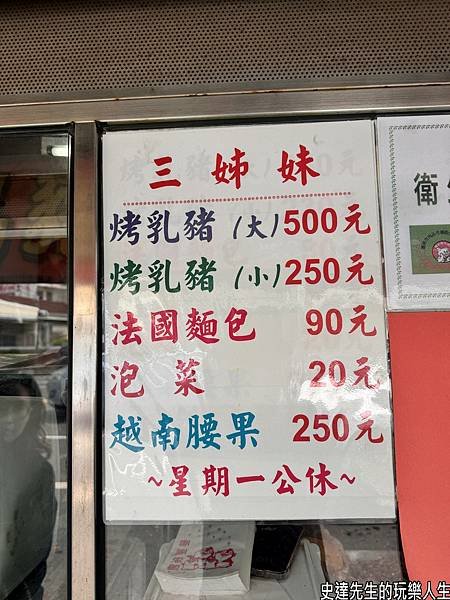 三姊妹
烤乳豬(大)500元
烤乳豬(小)250元
法國麵包 90元
泡菜 20元
越南腰果 250元
~星期一公休~
衛
史達先生的玩樂人生